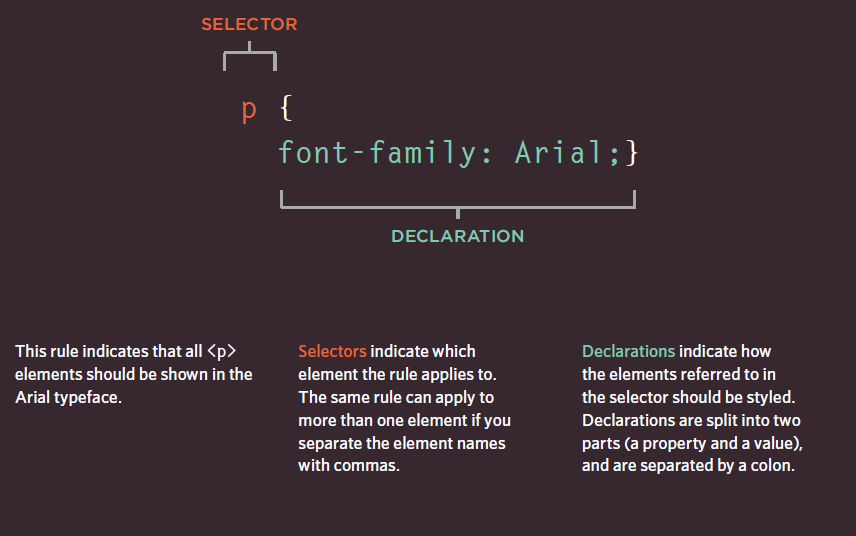 SELECTOR
p {
font-family: Arial;}
DECLARATION
This rule indicates that all <p>
elements should be shown in the
Arial typeface.
Selectors indicate which
element the rule applies to.
The same rule can apply to
more than one element if you
separate the element names
with commas.
Declarations indicate how
the elements referred to in
the selector should be styled.
Declarations are split into two
parts (a property and a value),
and are separated by a colon.